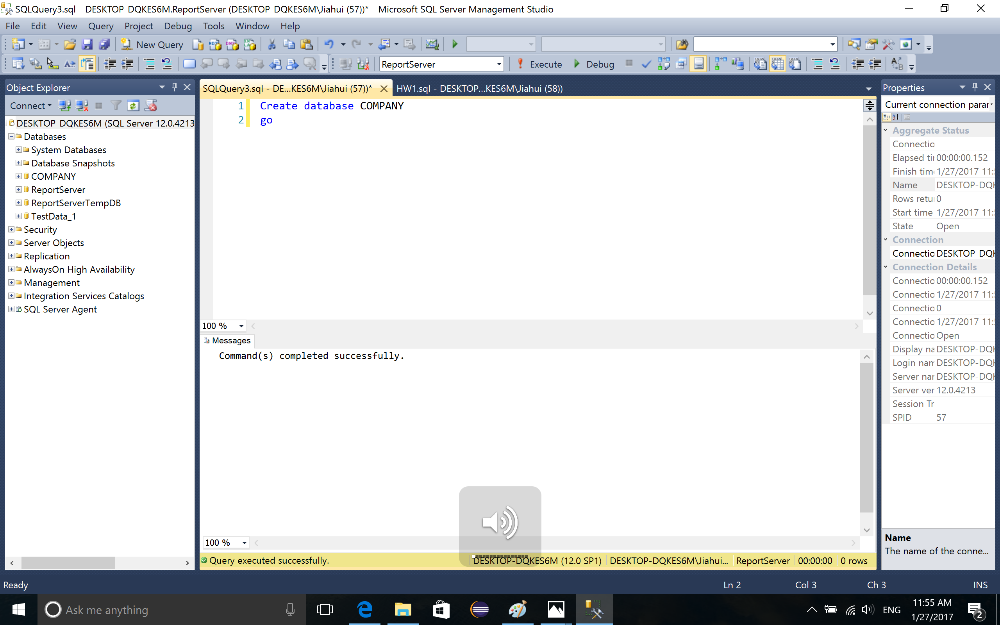 SQLQuery3.sql - DESKTOP-DQKES6M.ReportServer (DESKTOP-DQKES6M\Jiahui (57))* - Microsoft SQL Server Management Studio
File Edit View Query Project Debug Tools Window Help
New Query
ReportServer Execute Debug
Object Explorer
Connect
DESKTOP-DQKES6M (SQL Server 12.0.4213
Databases
System Databases
Database Snapshots
COMPANY
ReportServer
ReportServerTempDB
TestData_1
Security
Server Objects
Replication
AlwaysOn High Availability
Management
Integration Services Catalogs
SQL Server Agent
SQLQuery3.sql - DE...KES6M\Jiahui (57))* HW1.sql - DESKTOP...KES6M\Jiahui (58))
1 Create database COMPANY
2 go
100 %
Messages
Command(s) completed successfully.
100 %
Query executed successfully. DESKTOP-DQKES6M (12.0 SP1) DESKTOP-DQKES6M\Jiahui... ReportServer 00:00:00 0 rows
Properties
Current connection parar
Aggregate Status
Connectio
Elapsed tir 00:00:00.152
Finish time 1/27/2017 11:
Name DESKTOP-DQK
Rows retur 0
Start time 1/27/2017 11:
State Open
Connection
Connectio DESKTOP-DQK
Connection Details
Connectio 00:00:00.152
Connectio 1/27/2017 11:
Connectio 0
Connectio 1/27/2017 11:
Connectio Open
Display na DESKTOP-DQK
Login nam DESKTOP-DQK
Server nar DESKTOP-DQK
Server ver 12.0.4213
Session Tr
SPID 57
Name
The name of the conne...
Ready Ln 2 Col 3 Ch 3 INS
Ask me anything
ENG
11:55 AM
1/27/2017
2